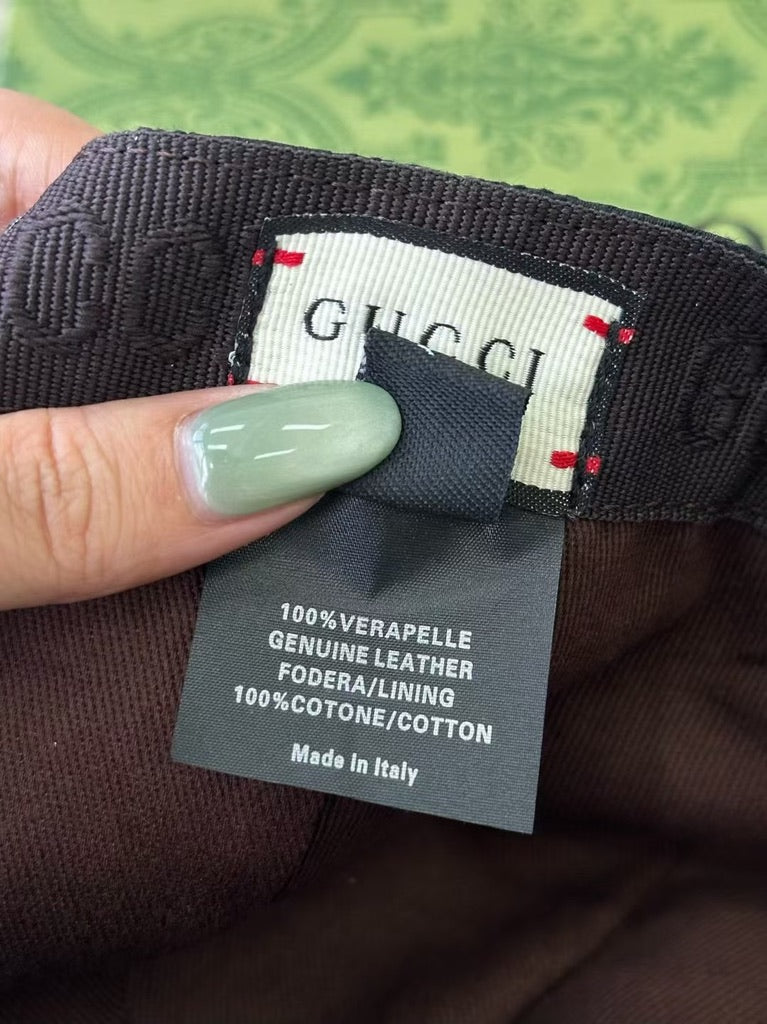 GUCCI
100%VERAPELLE
GENUINE LEATHER
FODERA/LINING
100%COTONE/COTTON
Made in Italy